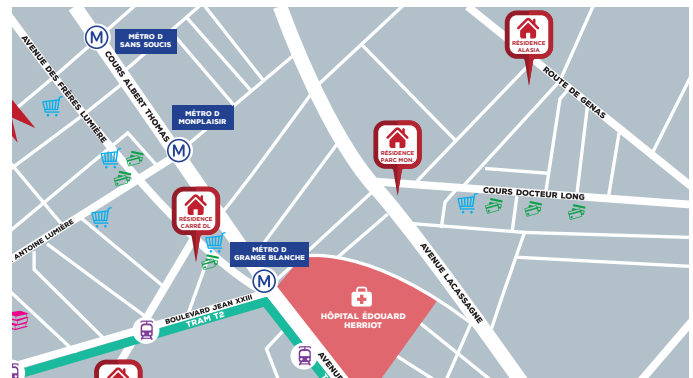 MÉTRO D
SANS SOUCIS
RÉSIDENCE
ALASIA
AVENUE DES FRÈRES LUMIÈRE
COURS ALBERT THOMAS
ROUTE DE GENAS
MÉTRO D
MONPLAISIR
RÉSIDENCE
PARC MON.
COURS DOCTEUR LONG
RÉSIDENCE
CARRÉ DL
ANTOINE LUMIÈRE
MÉTRO D
GRANGE BLANCHE
AVENUE LACASSAGNE
BOULEVARD JEAN XXIII
TRAM T2
HÔPITAL ÉDOUARD
HERRIOT
AVENUE
M
M
M